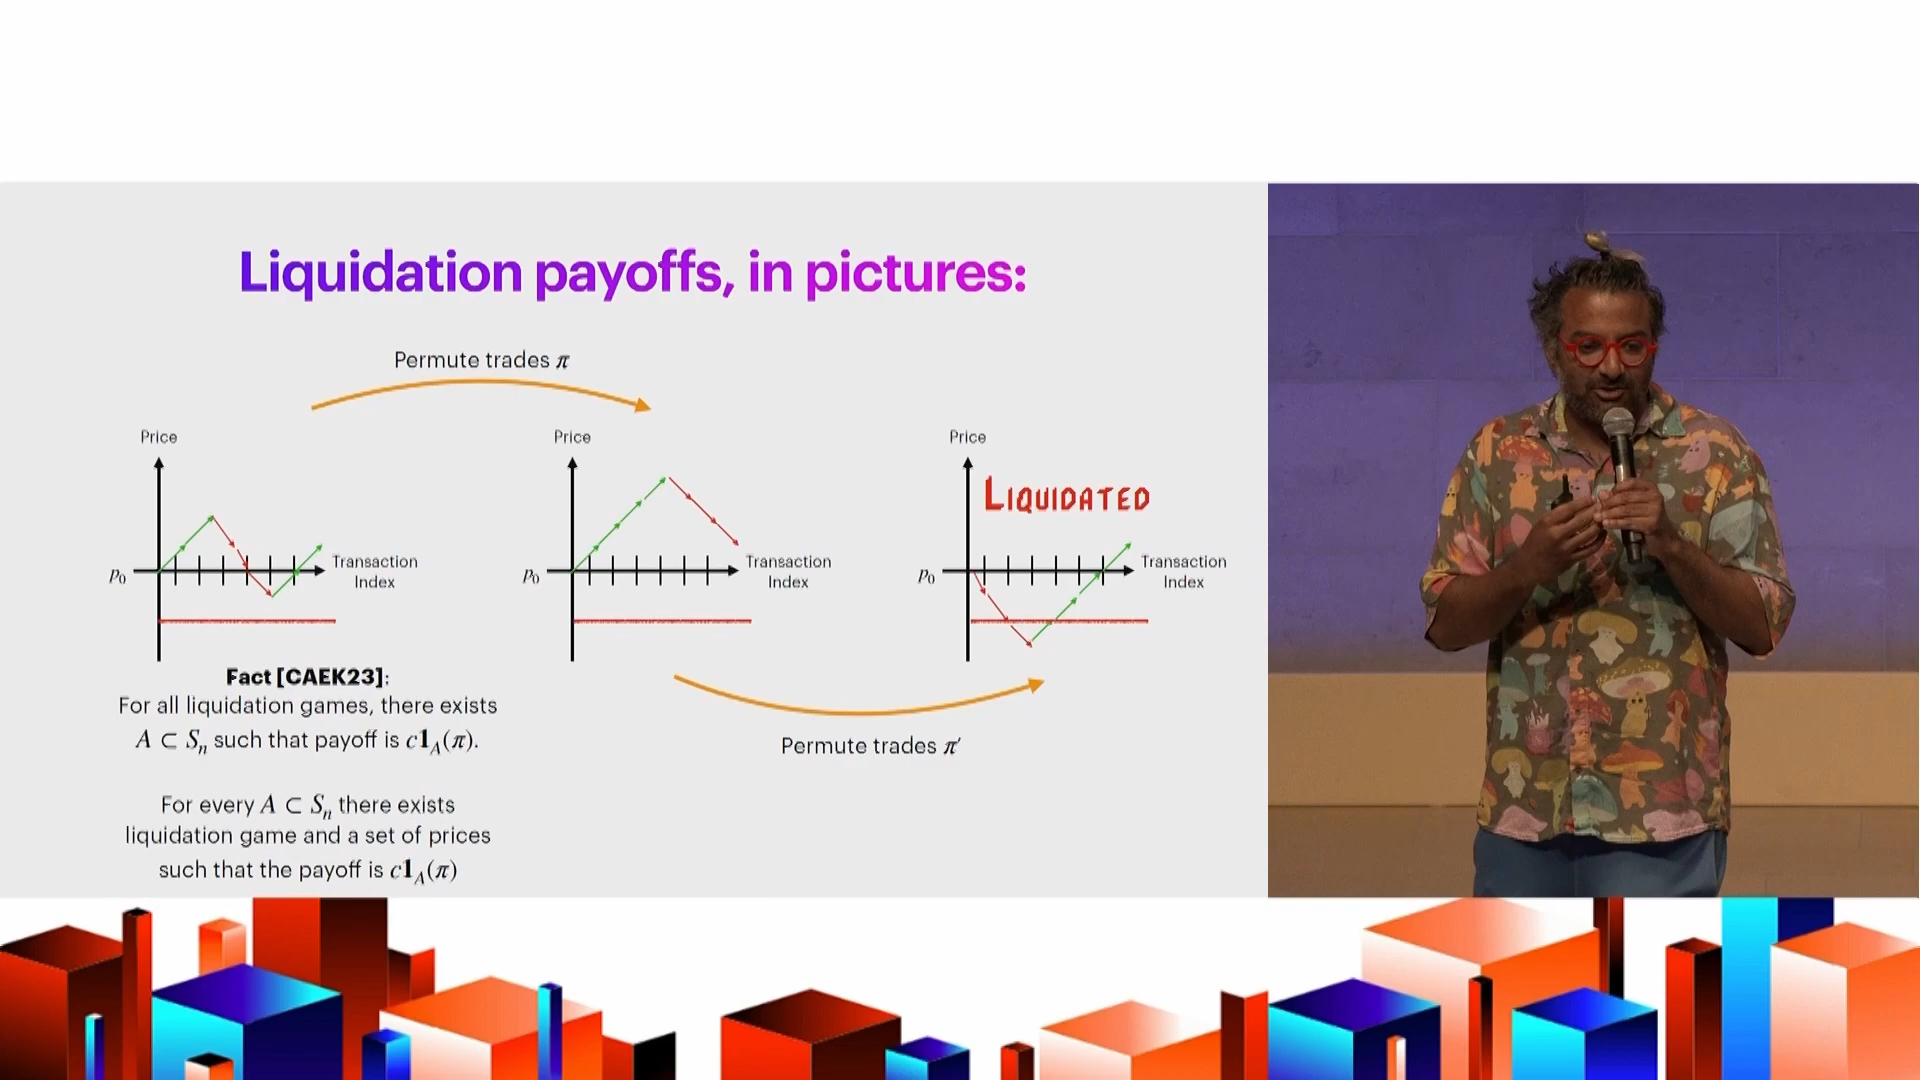 Liquidation payoffs, in pictures:
Permute trades π
Price
Price
Price
LIQUIDATED
p0
Transaction
Index
p0
Transaction
Index
p0
Transaction
Index
Fact [CAEK23]:
For all liquidation games, there exists
A ⊂ Sn such that payoff is c1A(π).
Permute trades π′
For every A ⊂ Sn there exists
liquidation game and a set of prices
such that the payoff is c1A(π)